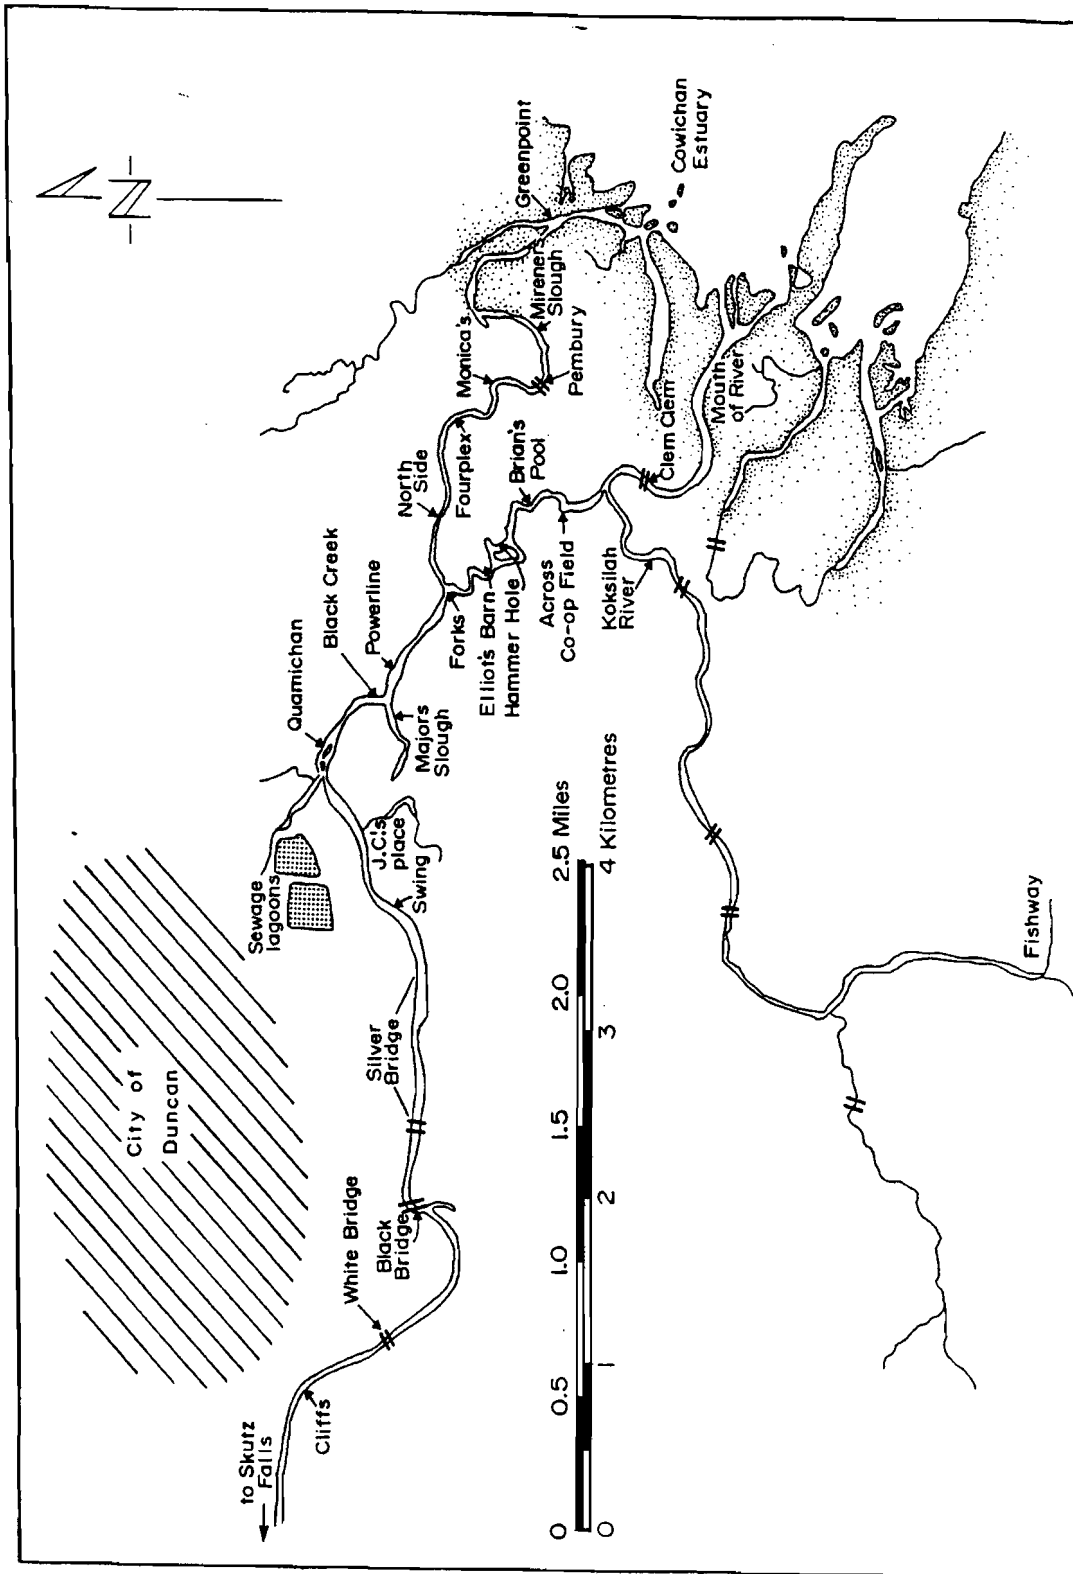 N
to Skutz
Falls
Cliffs
White Bridge
Black
Bridge
City of
Duncan
Silver
Bridge
Sewage
lagoons
Swing
J.C.'s
place
Quamichan
Black Creek
Majors
Slough
Powerline
Forks
Elliot's Barn
Hammer Hole
North
Side
Fourplex
Monica's
Brian's
Pool
Across
Co-op Field
Koksilah
River
Mireners
Slough
Pembury
Greenpoint
Cowichan
Estuary
Clem Clem
Mouth
of River
Fishway
0 0.5 1.0 1.5 2.0 2.5 Miles
0 1 2 3 4 Kilometres